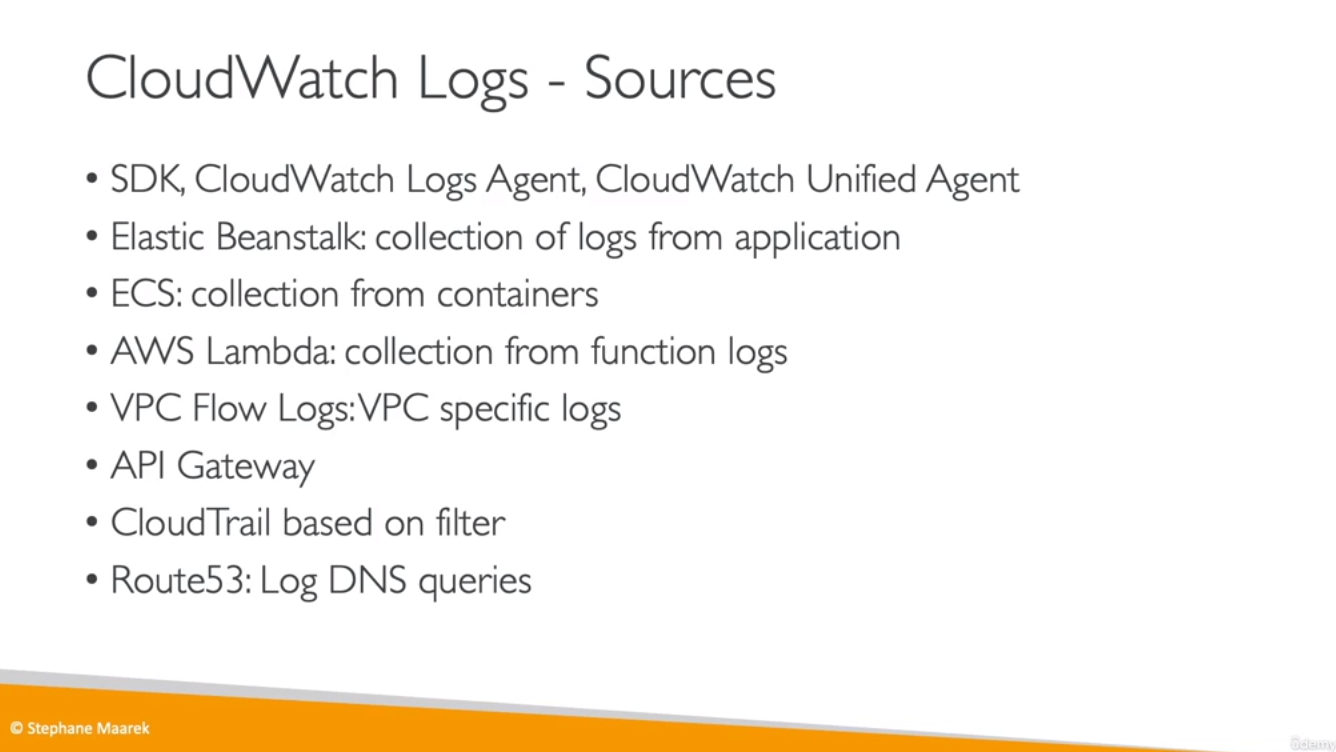 CloudWatch Logs - Sources
• SDK, CloudWatch Logs Agent, CloudWatch Unified Agent
• Elastic Beanstalk: collection of logs from application
• ECS: collection from containers
• AWS Lambda: collection from function logs
• VPC Flow Logs: VPC specific logs
• API Gateway
• CloudTrail based on filter
• Route53: Log DNS queries
© Stephane Maarek
ûdemy